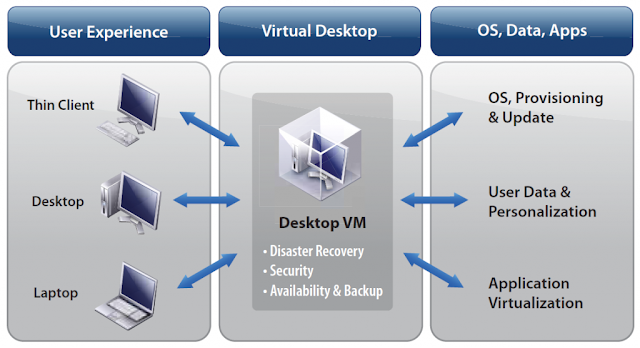 User Experience
Virtual Desktop
OS, Data, Apps
Thin Client
Desktop
Laptop
Desktop VM
• Disaster Recovery
• Security
• Availability & Backup
OS, Provisioning
& Update
User Data &
Personalization
Application
Virtualization